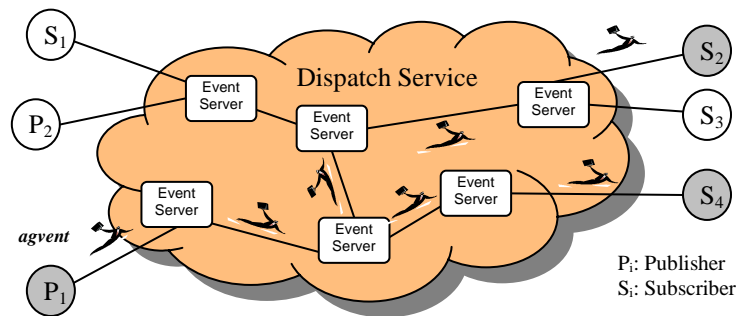 S1
Dispatch Service
S2
Event
Server
Event
Server
Event
Server
P2
S3
Event
Server
Event
Server
S4
agvent
Event
Server
P1
Pi: Publisher
Si: Subscriber